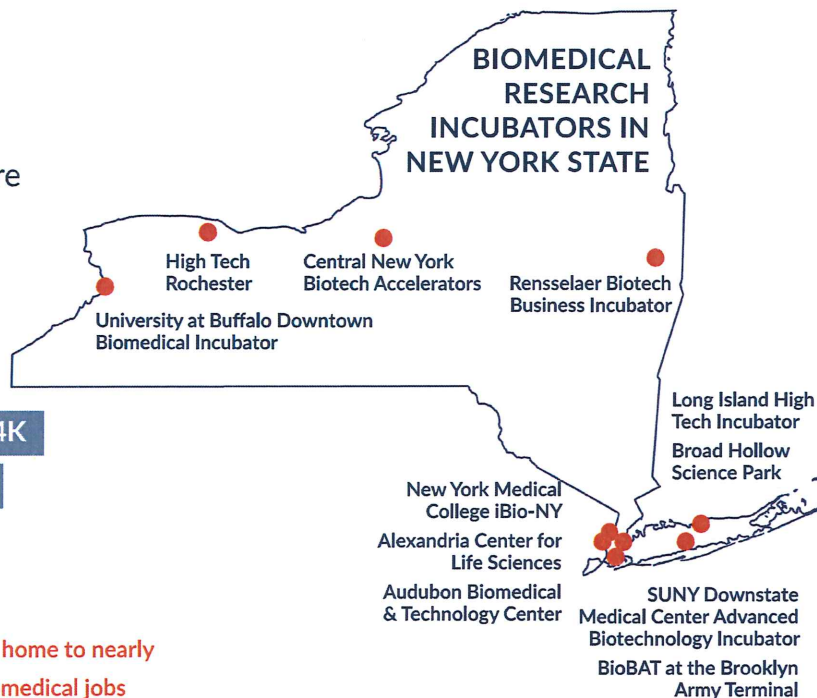 BIOMEDICAL
RESEARCH
INCUBATORS IN
NEW YORK STATE
re
High Tech
Rochester
Central New York
Biotech Accelerators
Rensselaer Biotech
Business Incubator
University at Buffalo Downtown
Biomedical Incubator
4K
Long Island High
Tech Incubator
Broad Hollow
Science Park
New York Medical
College iBio-NY
Alexandria Center for
Life Sciences
Audubon Biomedical
& Technology Center
SUNY Downstate
Medical Center Advanced
Biotechnology Incubator
BioBAT at the Brooklyn
Army Terminal
home to nearly
medical jobs